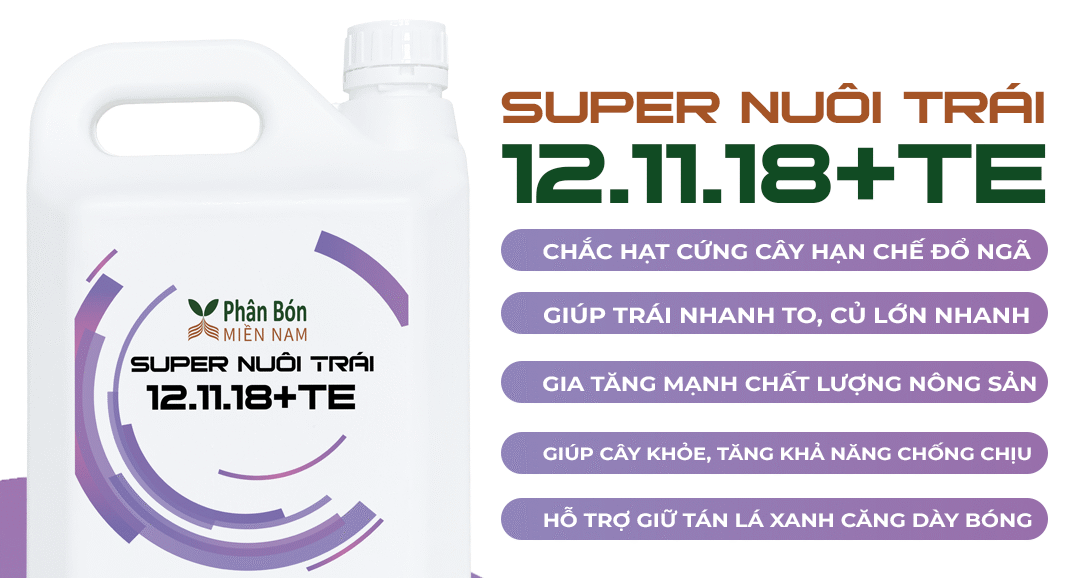 Phân Bón
MIỀN NAM
SUPER NUÔI TRÁI
12.11.18+TE
SUPER NUÔI TRÁI
12.11.18+TE
CHẮC HẠT CỨNG CÂY HẠN CHẾ ĐỔ NGÃ
GIÚP TRÁI NHANH TO, CỦ LỚN NHANH
GIA TĂNG MẠNH CHẤT LƯỢNG NÔNG SẢN
GIÚP CÂY KHỎE, TĂNG KHẢ NĂNG CHỐNG CHỊU
HỖ TRỢ GIỮ TÁN LÁ XANH CĂNG DÀY BÓNG